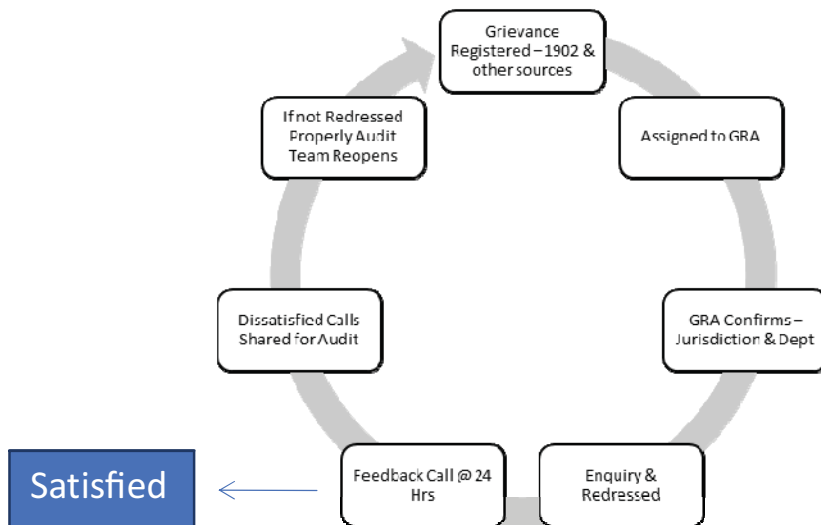 Grievance
Registered – 1902 &
other sources
Assigned to GRA
GRA Confirms –
Jurisdiction & Dept
Enquiry &
Redressed
Feedback Call @ 24
Hrs
Satisfied
Dissatisfied Calls
Shared for Audit
If not Redressed
Properly Audit
Team Reopens